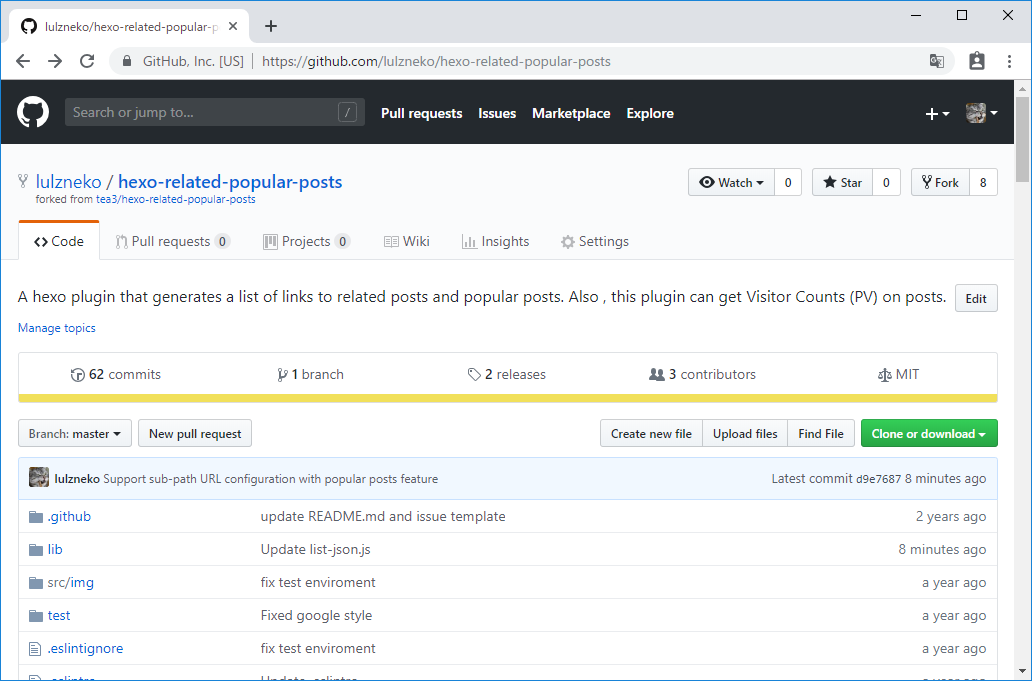 lulzneko/hexo-related-popular-p
GitHub, Inc. [US] | https://github.com/lulzneko/hexo-related-popular-posts
Search or jump to... / Pull requests Issues Marketplace Explore
lulzneko / hexo-related-popular-posts Watch 0 Star 0 Fork 8
forked from tea3/hexo-related-popular-posts
Code Pull requests 0 Projects 0 Wiki Insights Settings
A hexo plugin that generates a list of links to related posts and popular posts. Also , this plugin can get Visitor Counts (PV) on posts. Edit
Manage topics
62 commits 1 branch 2 releases 3 contributors MIT
Branch: master New pull request Create new file Upload files Find File Clone or download
lulzneko Support sub-path URL configuration with popular posts feature Latest commit d9e7687 8 minutes ago
.github update README.md and issue template 2 years ago
lib Update list-json.js 8 minutes ago
src/img fix test enviroment a year ago
test Fixed google style a year ago
.eslintignore fix test enviroment a year ago